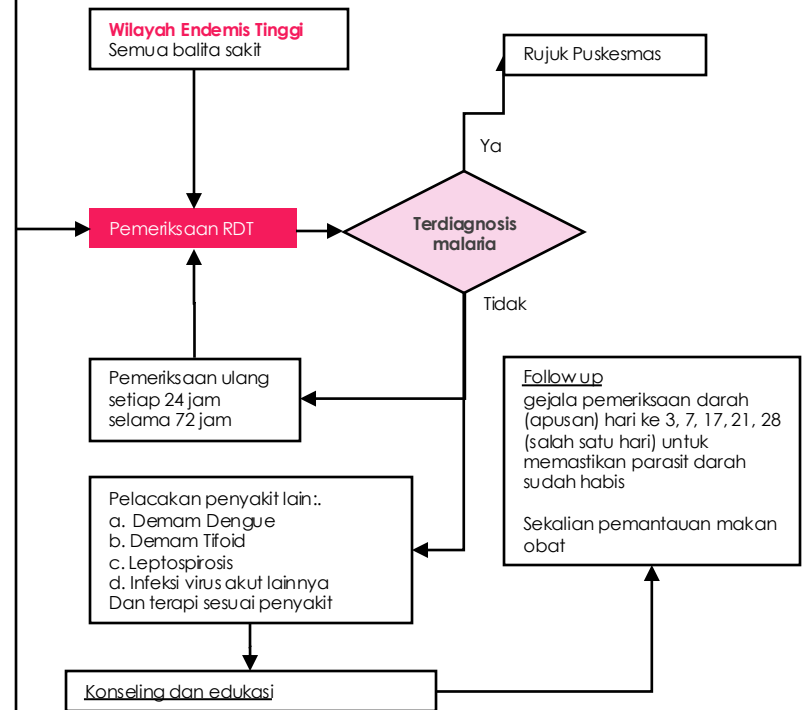 Wilayah Endemis Tinggi
Semua balita sakit
Rujuk Puskesmas
Ya
Pemeriksaan RDT
Terdiagnosis
malaria
Tidak
Pemeriksaan ulang
setiap 24 jam
selama 72 jam
Follow up
gejala pemeriksaan darah
(apusan) hari ke 3, 7, 17, 21, 28
(salah satu hari) untuk
memastikan parasit darah
sudah habis
Sekalian pemantauan makan
obat
Pelacakan penyakit lain:.
a. Demam Dengue
b. Demam Tifoid
c. Leptospirosis
d. Infeksi virus akut lainnya
Dan terapi sesuai penyakit
Konseling dan edukasi